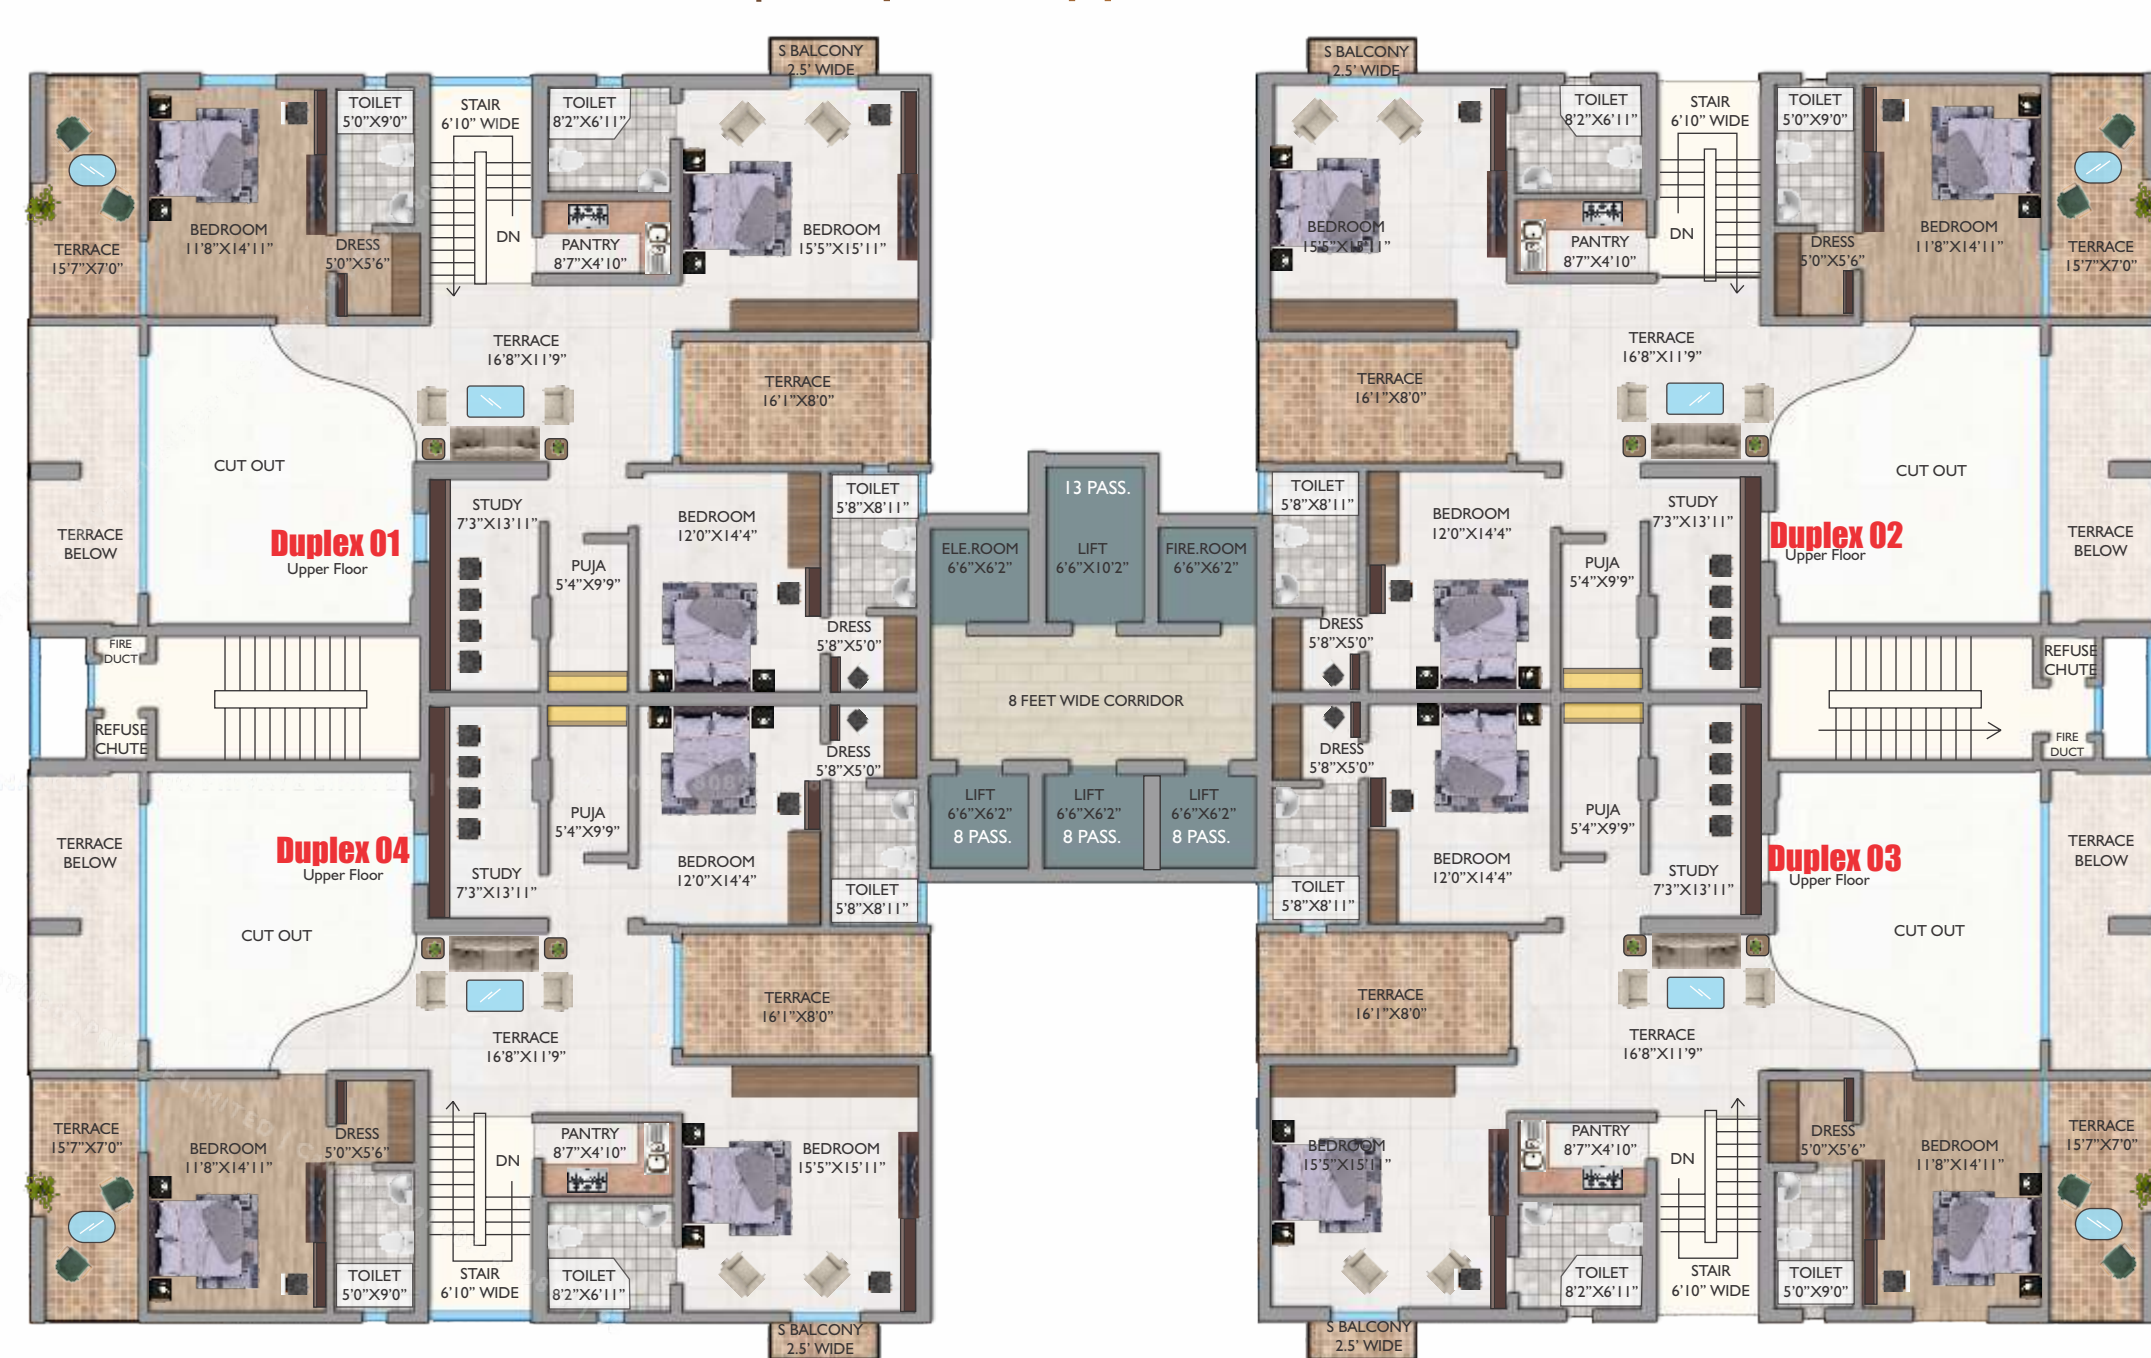 S BALCONY
2.5' WIDE
S BALCONY
2.5' WIDE
TOILET
5'0"X9'0"
STAIR
6'10" WIDE
TOILET
8'2"X6'11"
TOILET
8'2"X6'11"
STAIR
6'10" WIDE
TOILET
5'0"X9'0"
TERRACE
15'7"X7'0"
BEDROOM
11'8"X14'11"
DRESS
5'0"X5'6"
DN
PANTRY
8'7"X4'10"
BEDROOM
15'5"X15'11"
BEDROOM
15'5"X15'11"
PANTRY
8'7"X4'10"
DN
DRESS
5'0"X5'6"
BEDROOM
11'8"X14'11"
TERRACE
15'7"X7'0"
TERRACE
16'8"X11'9"
TERRACE
16'1"X8'0"
TERRACE
16'1"X8'0"
TERRACE
16'8"X11'9"
CUT OUT
CUT OUT
TERRACE
BELOW
Duplex 01
Upper Floor
STUDY
7'3"X13'11"
PUJA
5'4"X9'9"
BEDROOM
12'0"X14'4"
TOILET
5'8"X8'11"
DRESS
5'8"X5'0"
ELE.ROOM
6'6"X6'2"
13 PASS.
LIFT
6'6"X10'2"
FIRE.ROOM
6'6"X6'2"
TOILET
5'8"X8'11"
DRESS
5'8"X5'0"
BEDROOM
12'0"X14'4"
PUJA
5'4"X9'9"
STUDY
7'3"X13'11"
Duplex 02
Upper Floor
TERRACE
BELOW
FIRE
DUCT
REFUSE
CHUTE
8 FEET WIDE CORRIDOR
REFUSE
CHUTE
FIRE
DUCT
TERRACE
BELOW
Duplex 04
Upper Floor
STUDY
7'3"X13'11"
PUJA
5'4"X9'9"
BEDROOM
12'0"X14'4"
DRESS
5'8"X5'0"
TOILET
5'8"X8'11"
LIFT
6'6"X6'2"
8 PASS.
LIFT
6'6"X6'2"
8 PASS.
LIFT
6'6"X6'2"
8 PASS.
DRESS
5'8"X5'0"
TOILET
5'8"X8'11"
BEDROOM
12'0"X14'4"
PUJA
5'4"X9'9"
STUDY
7'3"X13'11"
Duplex 03
Upper Floor
TERRACE
BELOW
CUT OUT
CUT OUT
TERRACE
16'8"X11'9"
TERRACE
16'1"X8'0"
TERRACE
16'1"X8'0"
TERRACE
16'8"X11'9"
TERRACE
15'7"X7'0"
BEDROOM
11'8"X14'11"
DRESS
5'0"X5'6"
DN
PANTRY
8'7"X4'10"
BEDROOM
15'5"X15'11"
BEDROOM
15'5"X15'11"
PANTRY
8'7"X4'10"
DN
DRESS
5'0"X5'6"
BEDROOM
11'8"X14'11"
TERRACE
15'7"X7'0"
TOILET
5'0"X9'0"
STAIR
6'10" WIDE
TOILET
8'2"X6'11"
TOILET
8'2"X6'11"
STAIR
6'10" WIDE
TOILET
5'0"X9'0"
S BALCONY
2.5' WIDE
S BALCONY
2.5' WIDE